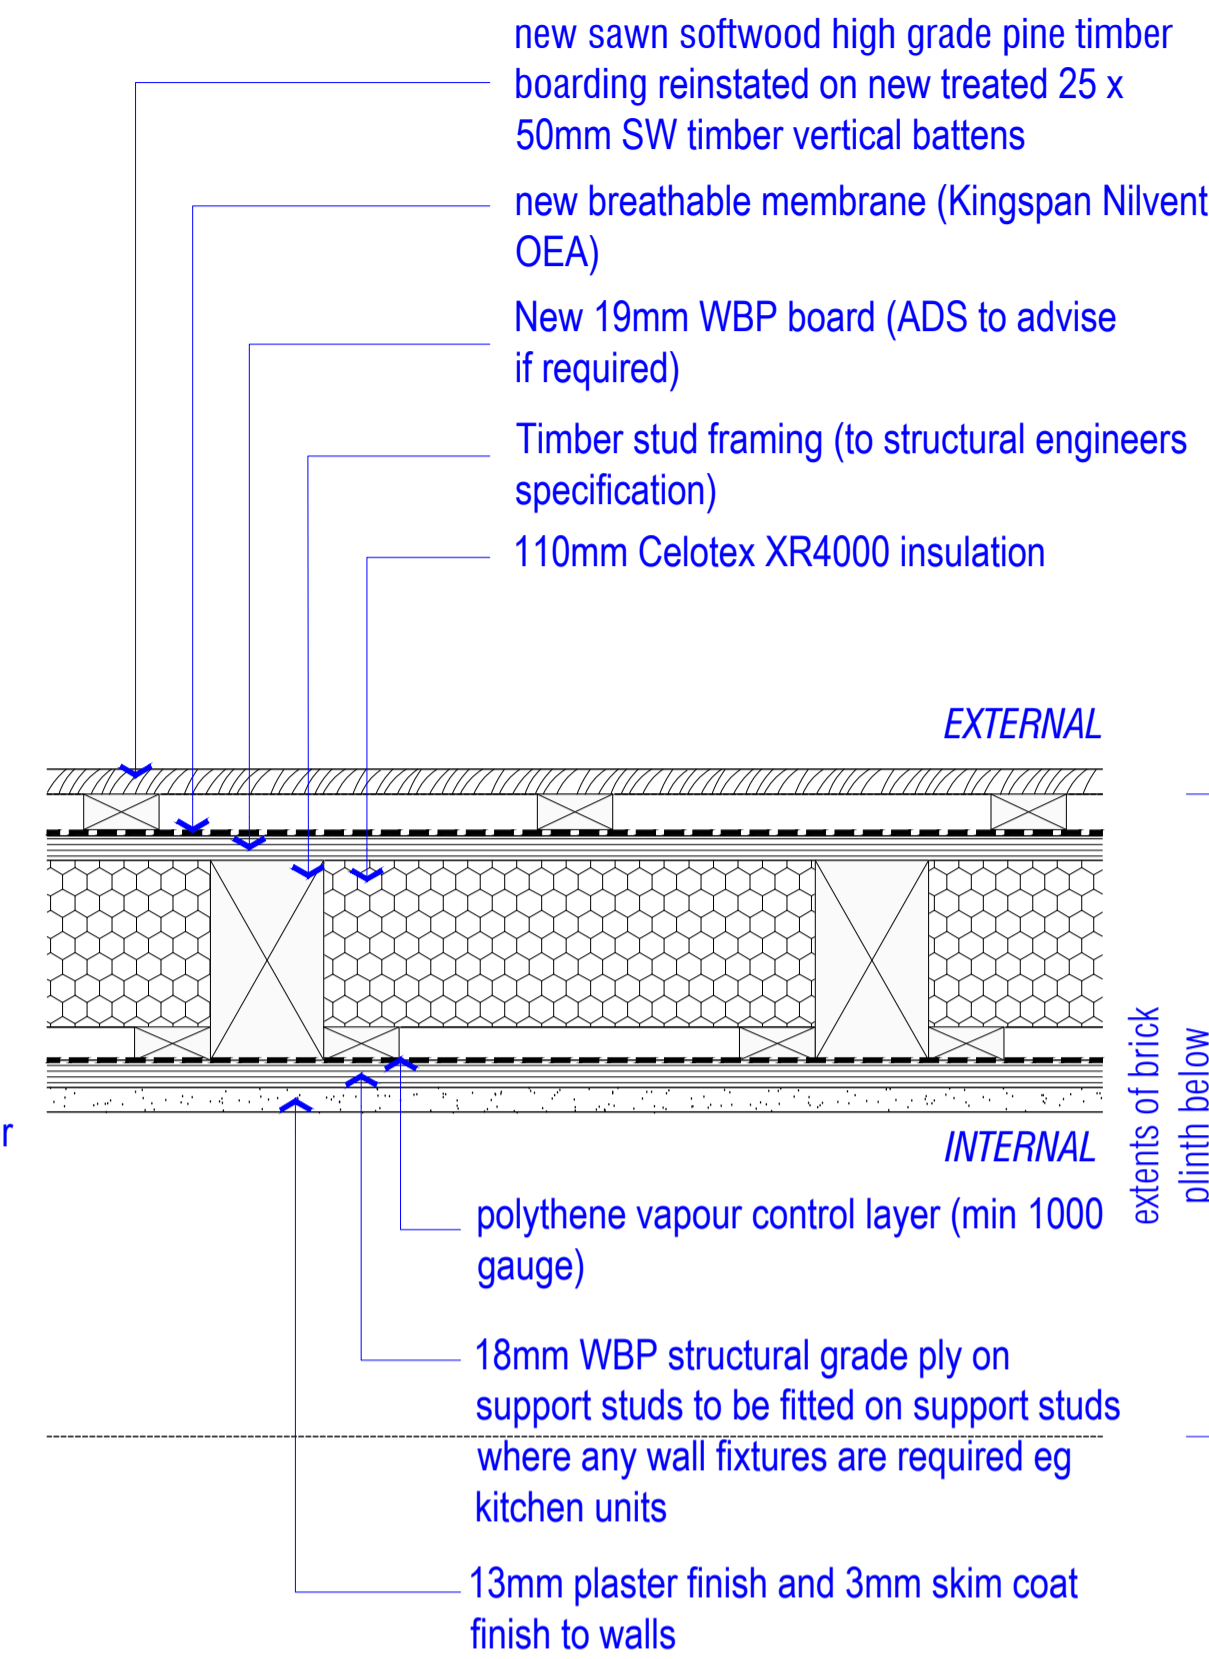 new sawn softwood high grade pine timber
boarding reinstated on new treated 25 x
50mm SW timber vertical battens
new breathable membrane (Kingspan Nilvent
OEA)
New 19mm WBP board (ADS to advise
if required)
Timber stud framing (to structural engineers
specification)
110mm Celotex XR4000 insulation
EXTERNAL
extents of brick
plinth below
r
INTERNAL
polythene vapour control layer (min 1000
gauge)
18mm WBP structural grade ply on
support studs to be fitted on support studs
where any wall fixtures are required eg
kitchen units
13mm plaster finish and 3mm skim coat
finish to walls